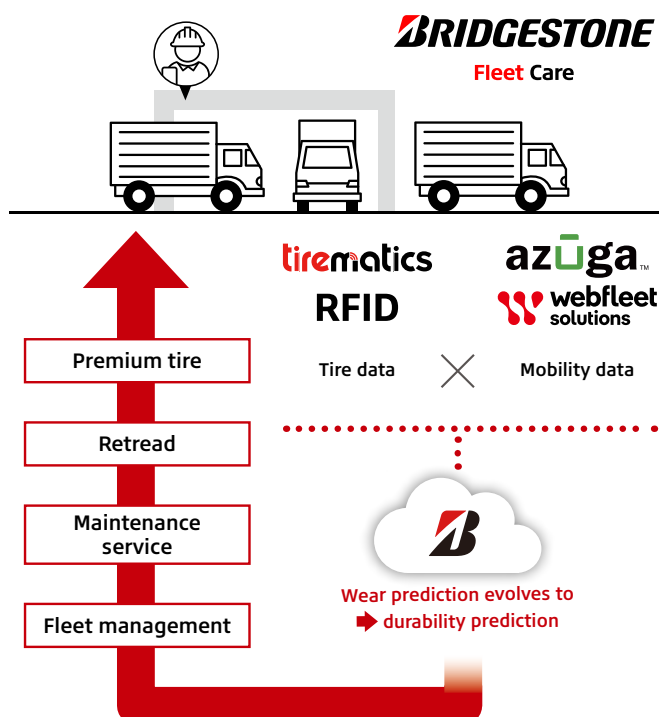 BRIDGESTONE
Fleet Care
tirematics
RFID
azuga™
webfleet
solutions
Tire data
Mobility data
Premium tire
Retread
Maintenance
service
Fleet management
B
Wear prediction evolves to
durability prediction